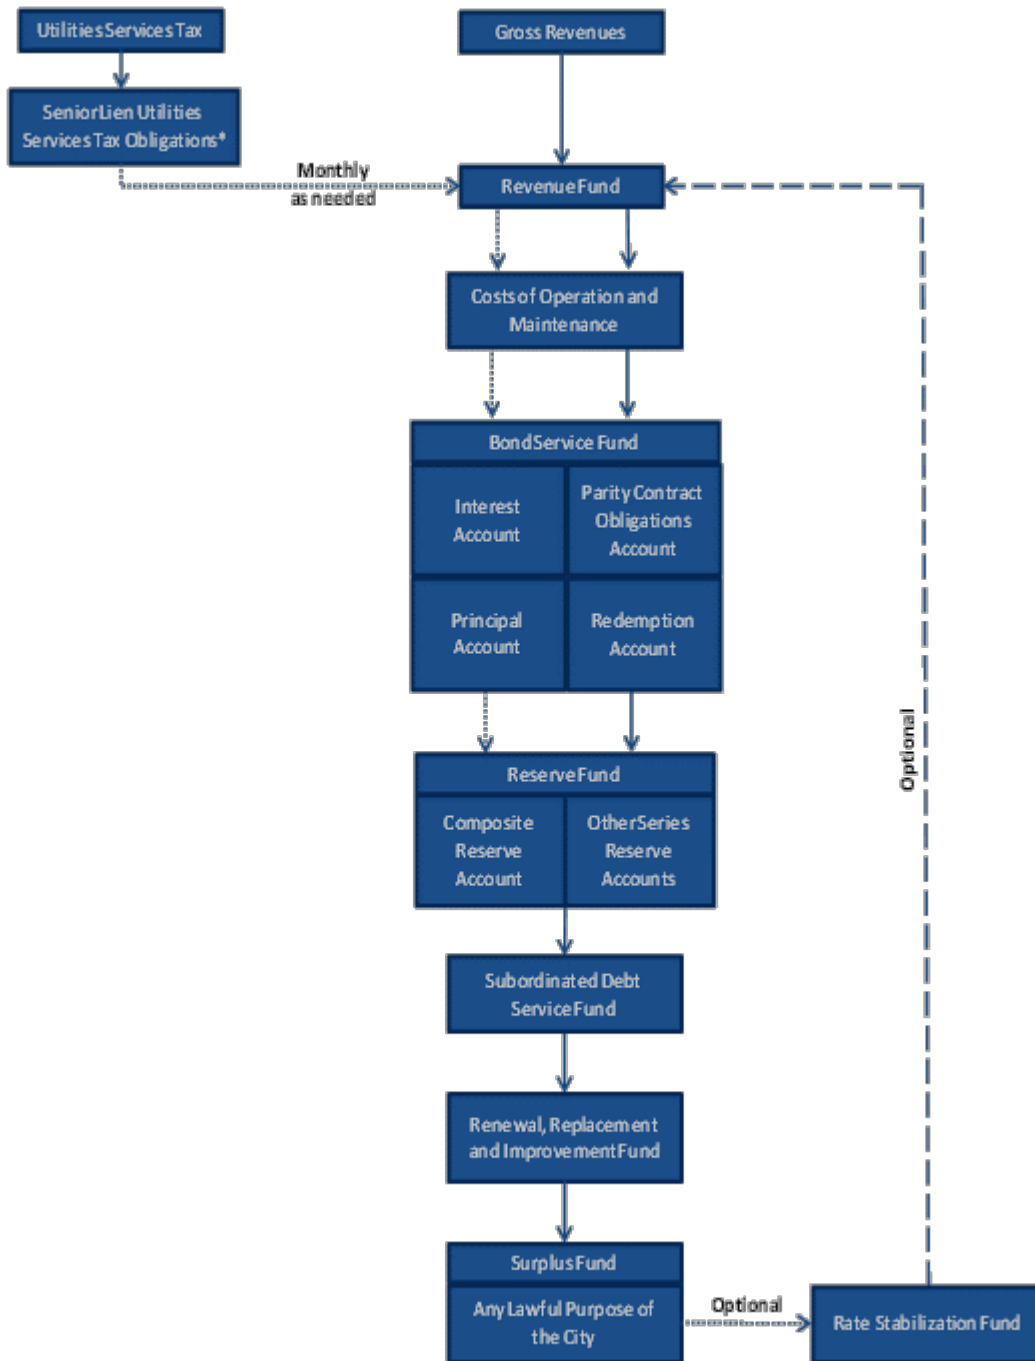 Utilities Services Tax
Gross Revenues
Senior Lien Utilities
Services Tax Obligations*
Monthly
as needed
Revenue Fund
Costs of Operation and
Maintenance
Bond Service Fund
Interest
Account
Parity Contract
Obligations
Account
Principal
Account
Redemption
Account
Reserve Fund
Composite
Reserve
Account
Other Series
Reserve
Accounts
Optional
Subordinated Debt
Service Fund
Renewal, Replacement
and Improvement Fund
Surplus Fund
Any Lawful Purpose of
the City
Optional
Rate Stabilization Fund